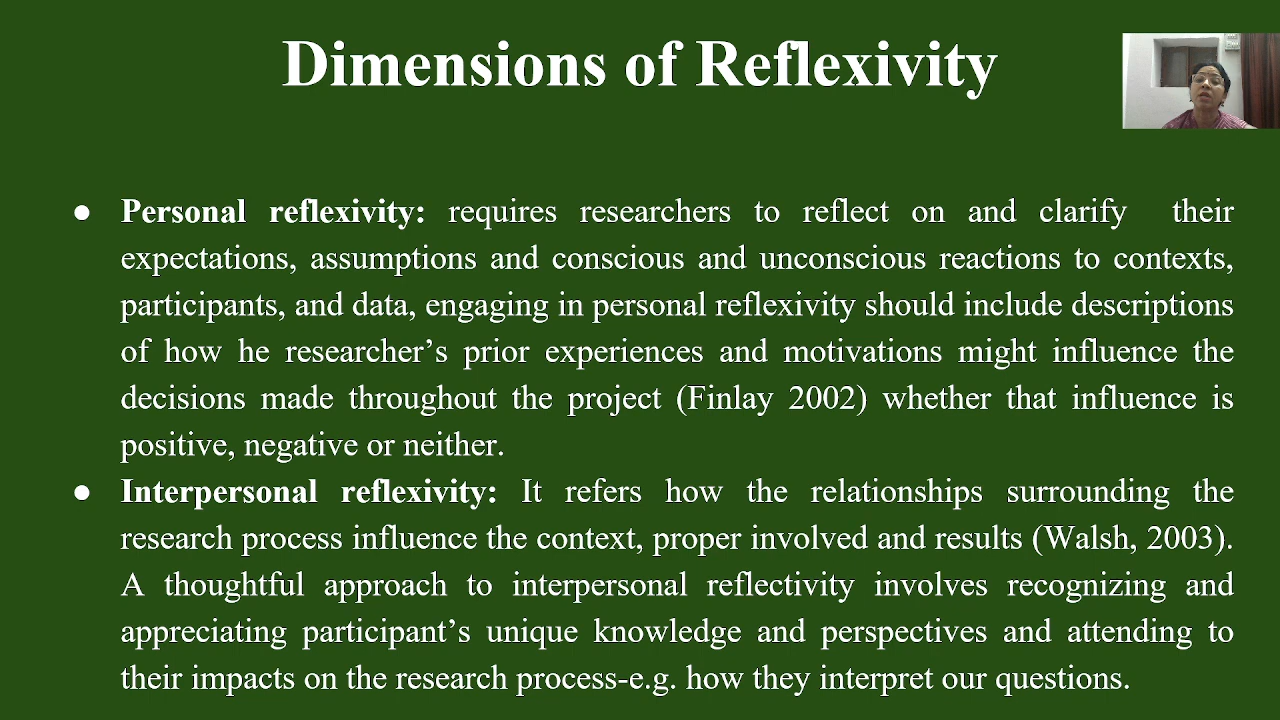 Dimensions of Reflexivity
● Personal reflexivity: requires researchers to reflect on and clarify their
expectations, assumptions and conscious and unconscious reactions to contexts,
participants, and data, engaging in personal reflexivity should include descriptions
of how he researcher's prior experiences and motivations might influence the
decisions made throughout the project (Finlay 2002) whether that influence is
positive, negative or neither.
● Interpersonal reflexivity: It refers how the relationships surrounding the
research process influence the context, proper involved and results (Walsh, 2003).
A thoughtful approach to interpersonal reflectivity involves recognizing and
appreciating participant's unique knowledge and perspectives and attending to
their impacts on the research process-e.g. how they interpret our questions.